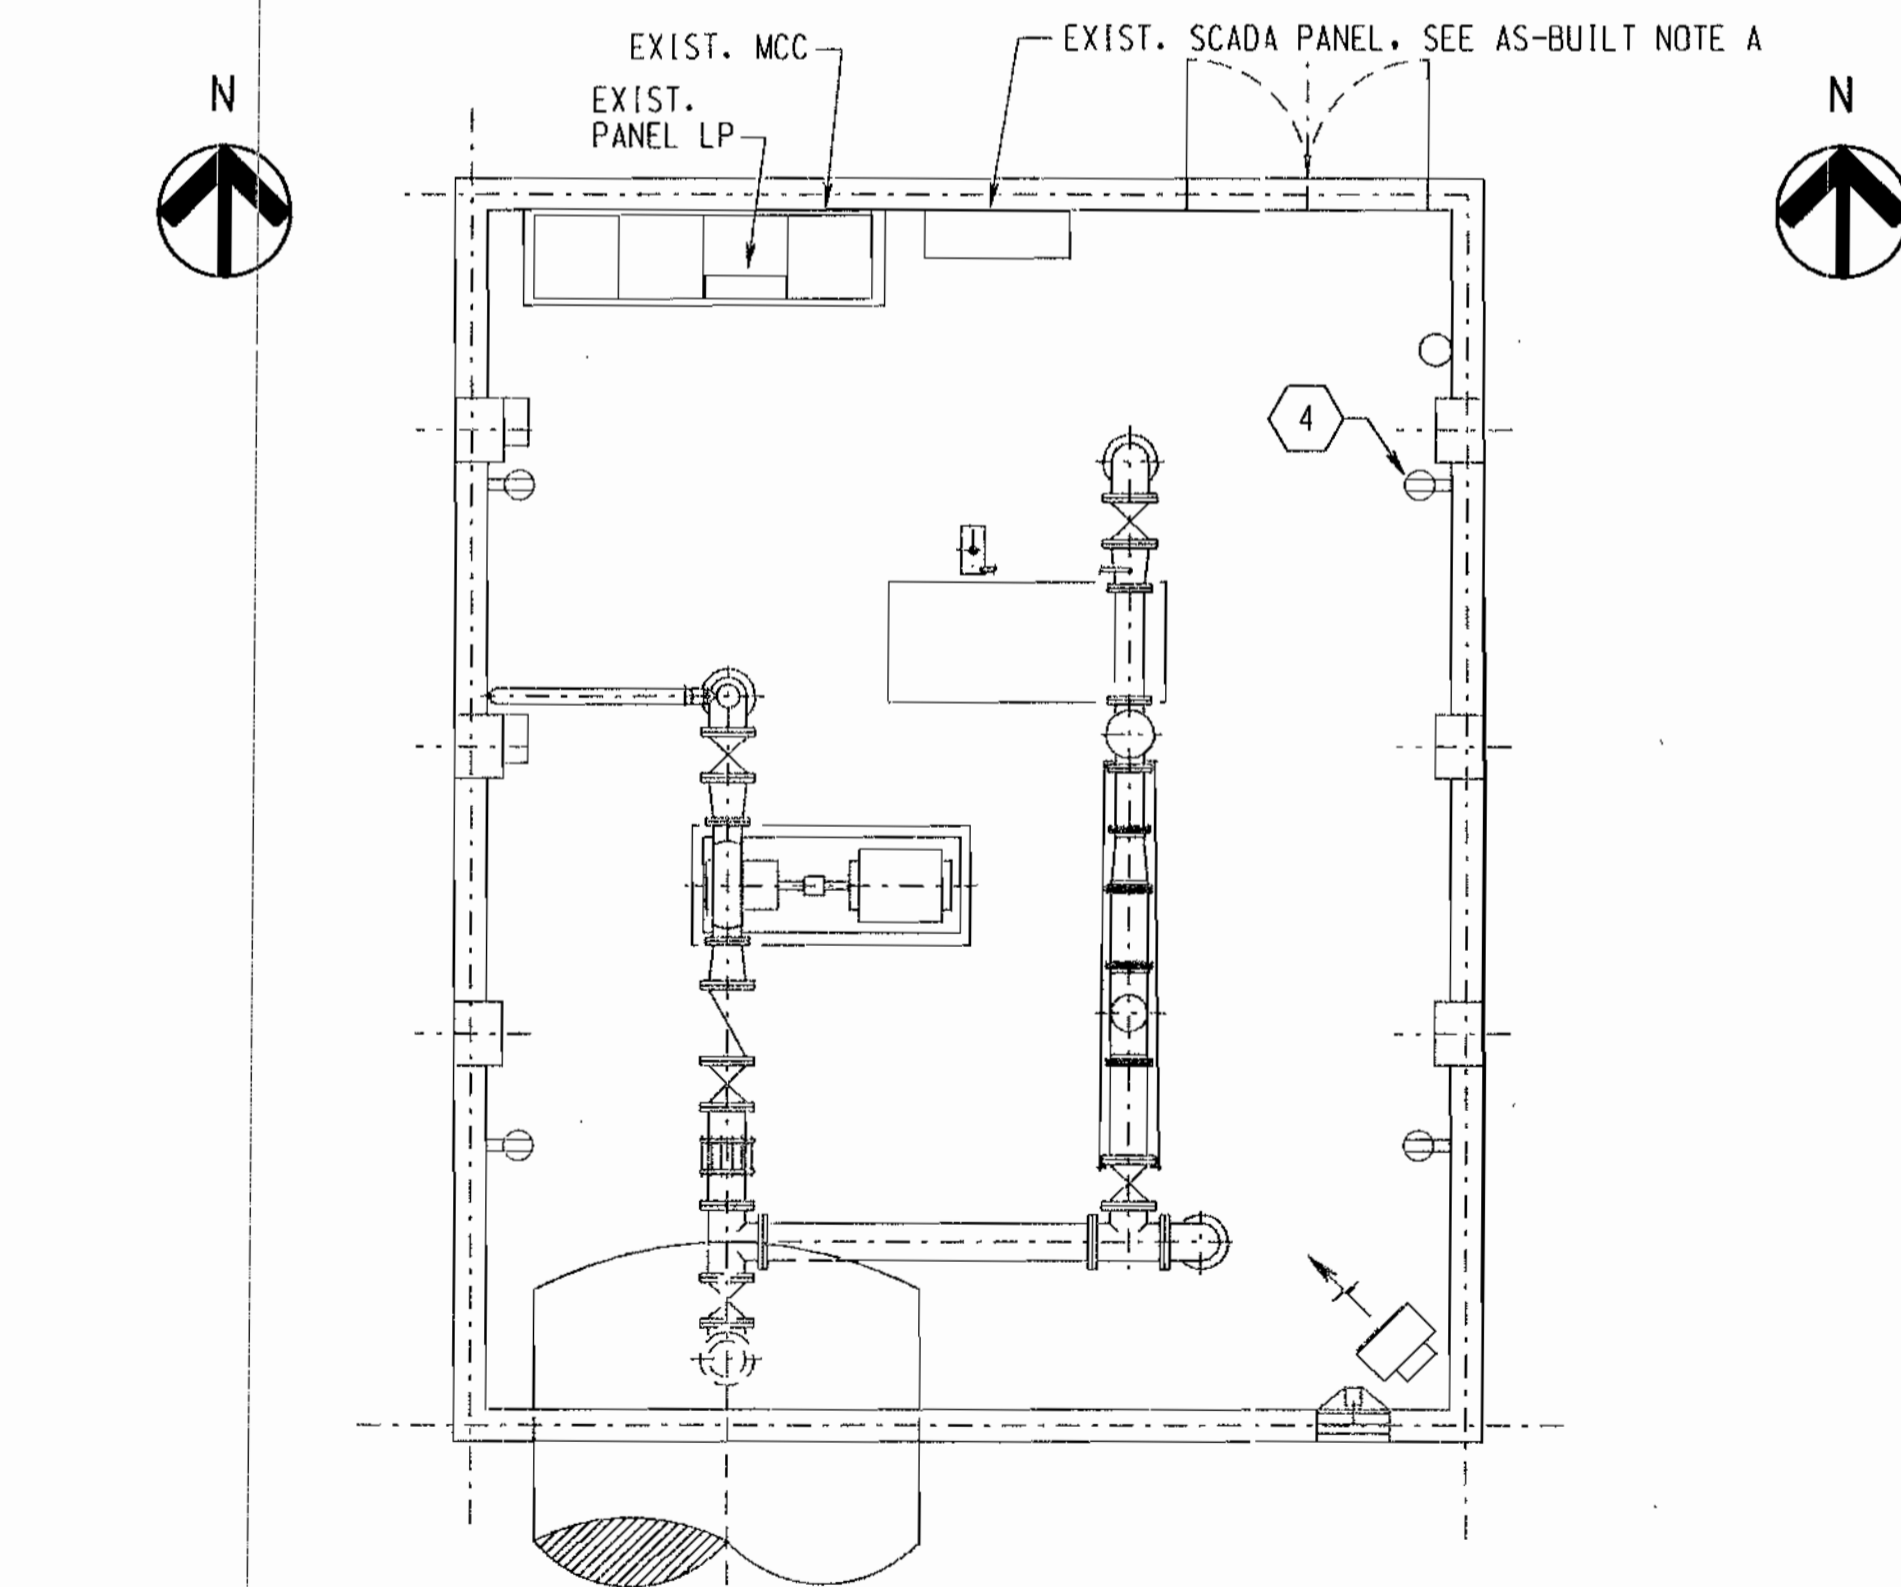 EXIST. MCC
EXIST. SCADA PANEL. SEE AS-BUILT NOTE A
N
N
EXIST.
PANEL LP
4